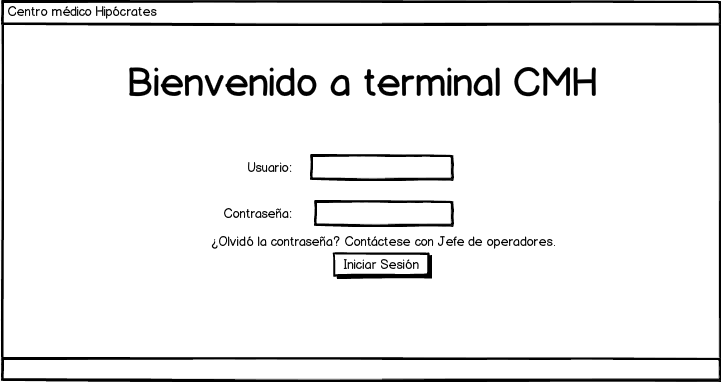 Centro médico Hipócrates
Bienvenido a terminal CMH
Usuario:
Contraseña:
¿Olvidó la contraseña? Contáctese con Jefe de operadores.
Iniciar Sesión